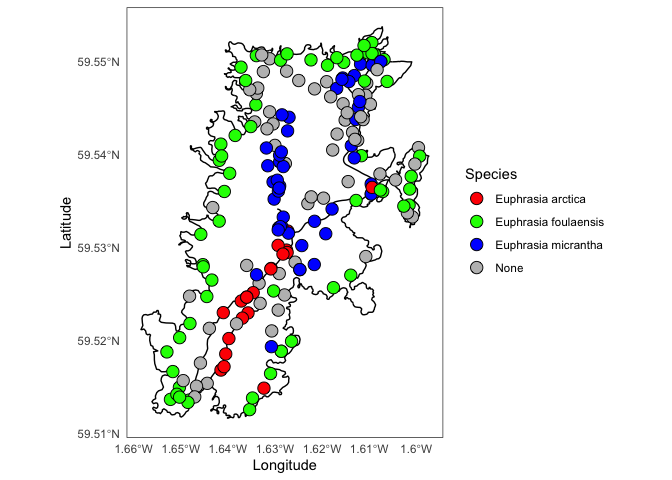 59.55°N
59.54°N
59.53°N
59.52°N
59.51°N
Latitude
1.66°W 1.65°W 1.64°W 1.63°W 1.62°W 1.61°W 1.6°W
Longitude
Species
Euphrasia arctica
Euphrasia foulaensis
Euphrasia micrantha
None